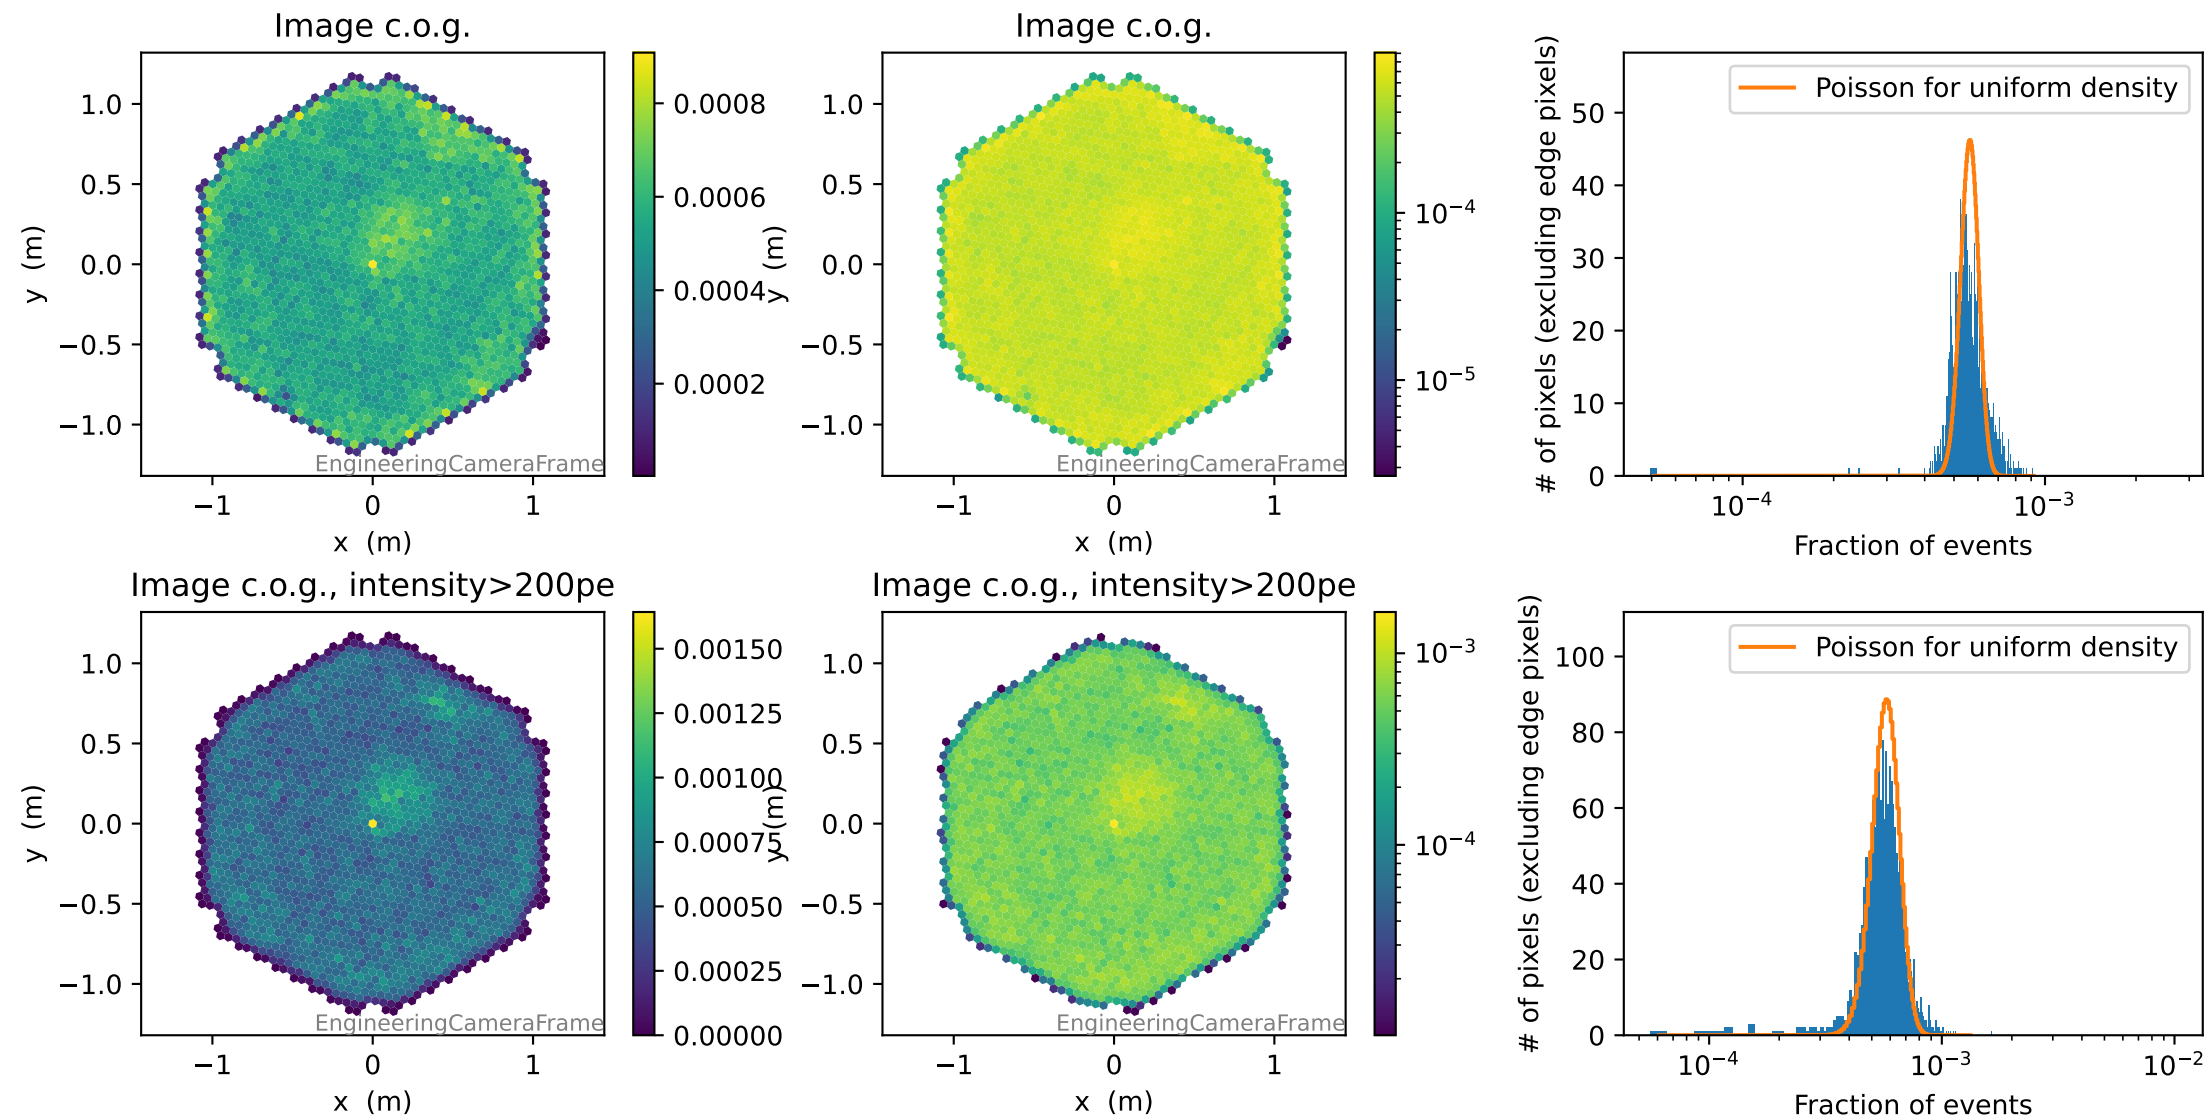 Image c.o.g.
1.0
0.5
0.0
−0.5
−1.0
y (m)
−1
0
1
x (m)
EngineeringCameraFrame
0.0008
0.0006
0.0004
0.0002
Image c.o.g.
1.0
0.5
0.0
−0.5
−1.0
y (m)
−1
0
1
x (m)
EngineeringCameraFrame
10⁻⁴
10⁻⁵
# of pixels (excluding edge pixels)
50
40
30
20
10
0
Poisson for uniform density
10⁻⁴
10⁻³
Fraction of events
Image c.o.g., intensity>200pe
1.0
0.5
0.0
−0.5
−1.0
y (m)
−1
0
1
x (m)
EngineeringCameraFrame
0.00150
0.00125
0.00100
0.00075
0.00050
0.00025
0.00000
Image c.o.g., intensity>200pe
1.0
0.5
0.0
−0.5
−1.0
y (m)
−1
0
1
x (m)
EngineeringCameraFrame
10⁻³
10⁻⁴
# of pixels (excluding edge pixels)
100
80
60
40
20
0
Poisson for uniform density
10⁻⁴
10⁻³
10⁻²
Fraction of events